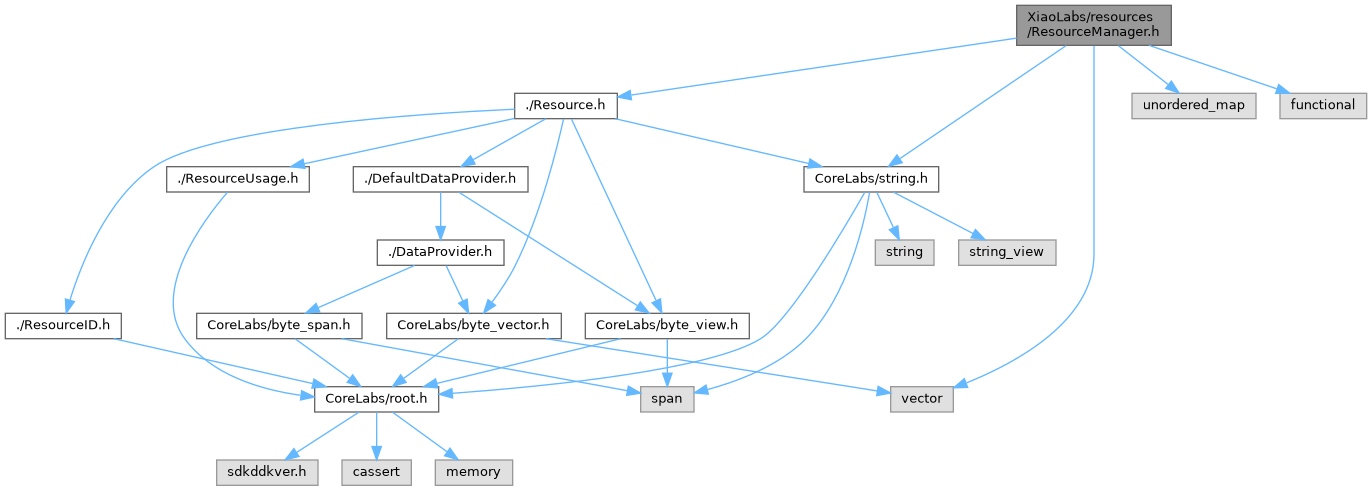 XiaoLabs/resources
/ResourceManager.h
./Resource.h
unordered_map
functional
./ResourceUsage.h
./DefaultDataProvider.h
CoreLabs/string.h
./DataProvider.h
string
string_view
./ResourceID.h
CoreLabs/byte_span.h
CoreLabs/byte_vector.h
CoreLabs/byte_view.h
CoreLabs/root.h
span
vector
sdkddkver.h
cassert
memory